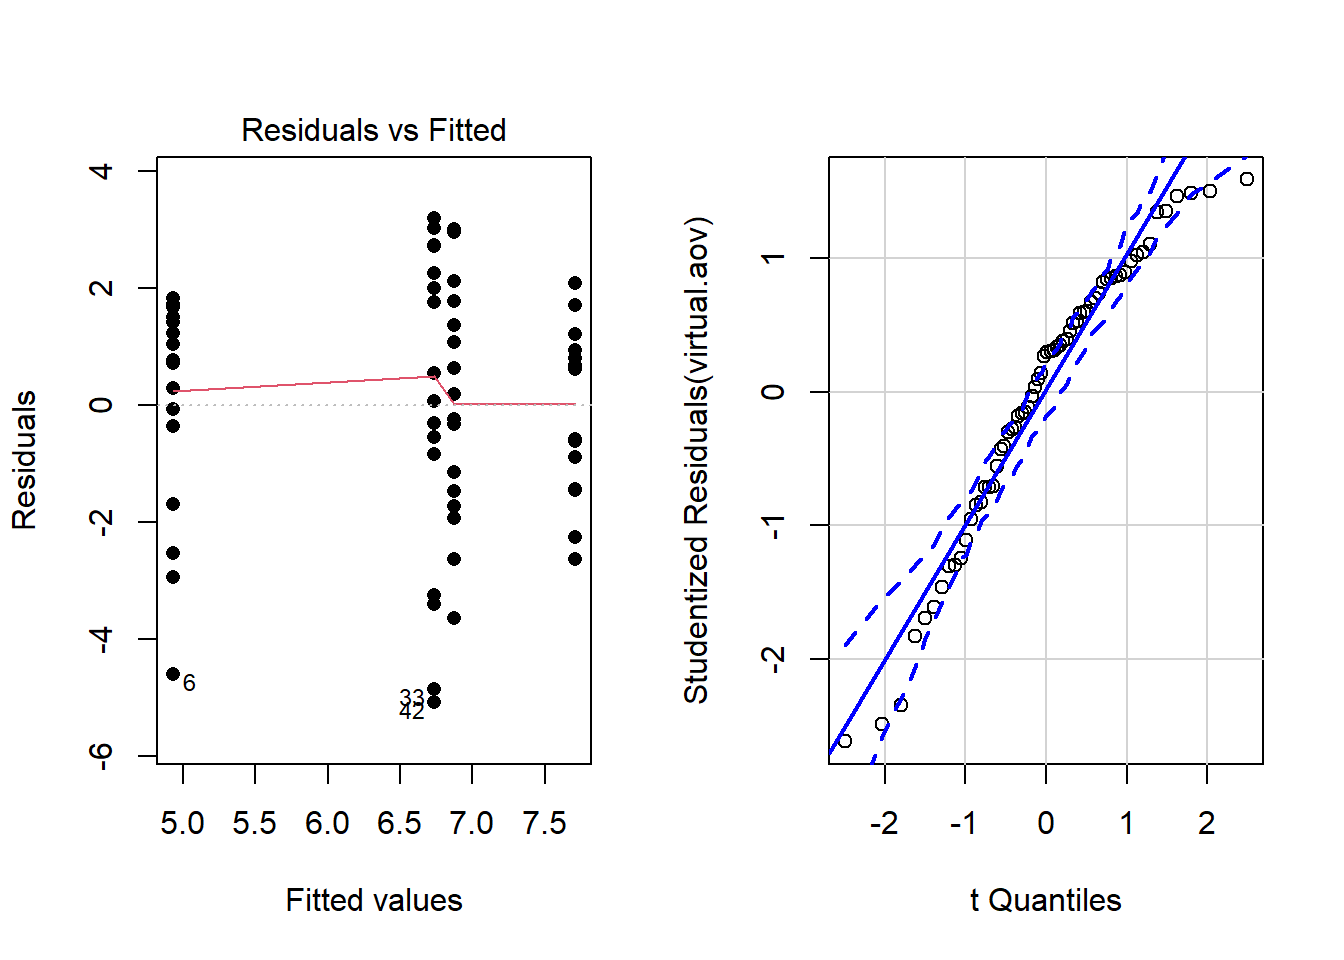 Residuals vs Fitted
Residuals
4
2
0
-2
-4
-6
6
33
42
5.0 5.5 6.0 6.5 7.0 7.5
Fitted values
Studentized Residuals(virtual.aov)
1
0
-1
-2
-2 -1 0 1 2
t Quantiles